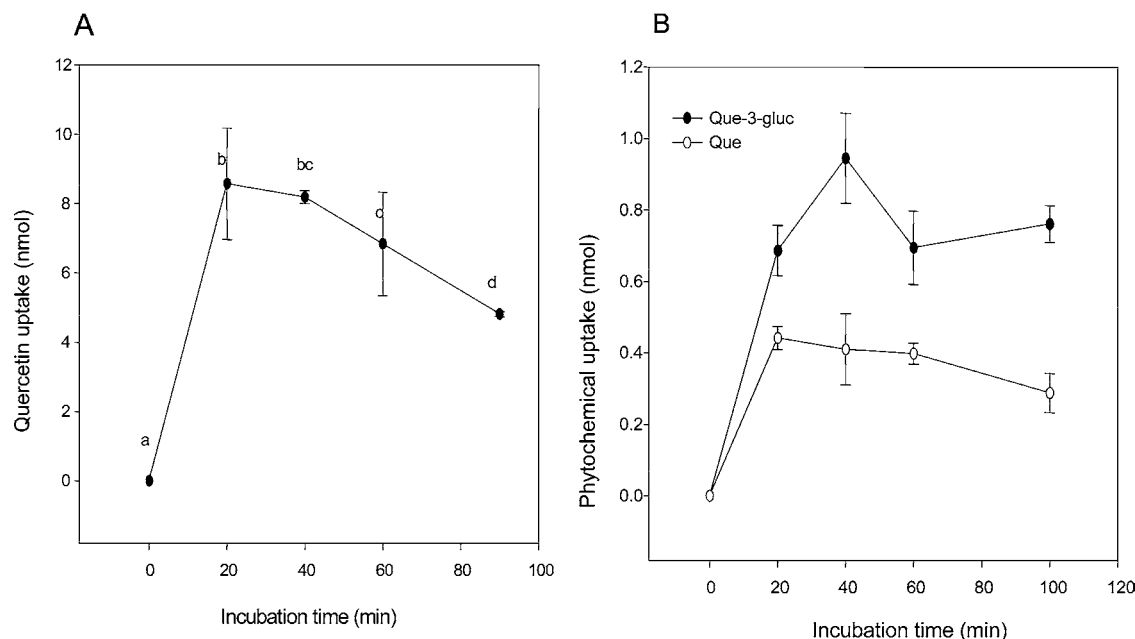 A
12
10
8
6
4
2
0
Quercetin uptake (nmol)
a
b
bc
c
d
0 20 40 60 80 100
Incubation time (min)
B
1.2
1.0
0.8
0.6
0.4
0.2
0.0
Phytochemical uptake (nmol)
Que-3-gluc
Que
0 20 40 60 80 100 120
Incubation time (min)